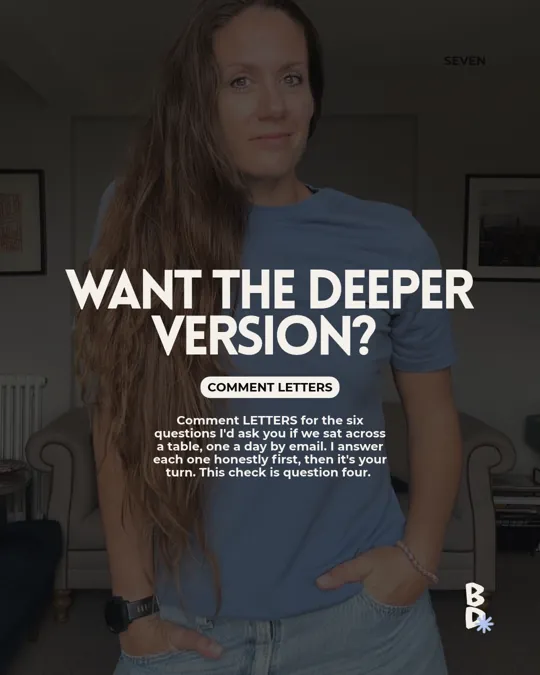 SEVEN
WANT THE DEEPER
VERSION?
COMMENT LETTERS
Comment LETTERS for the six
questions I'd ask you if we sat across
a table, one a day by email. I answer
each one honestly first, then it's your
turn. This check is question four.
BD